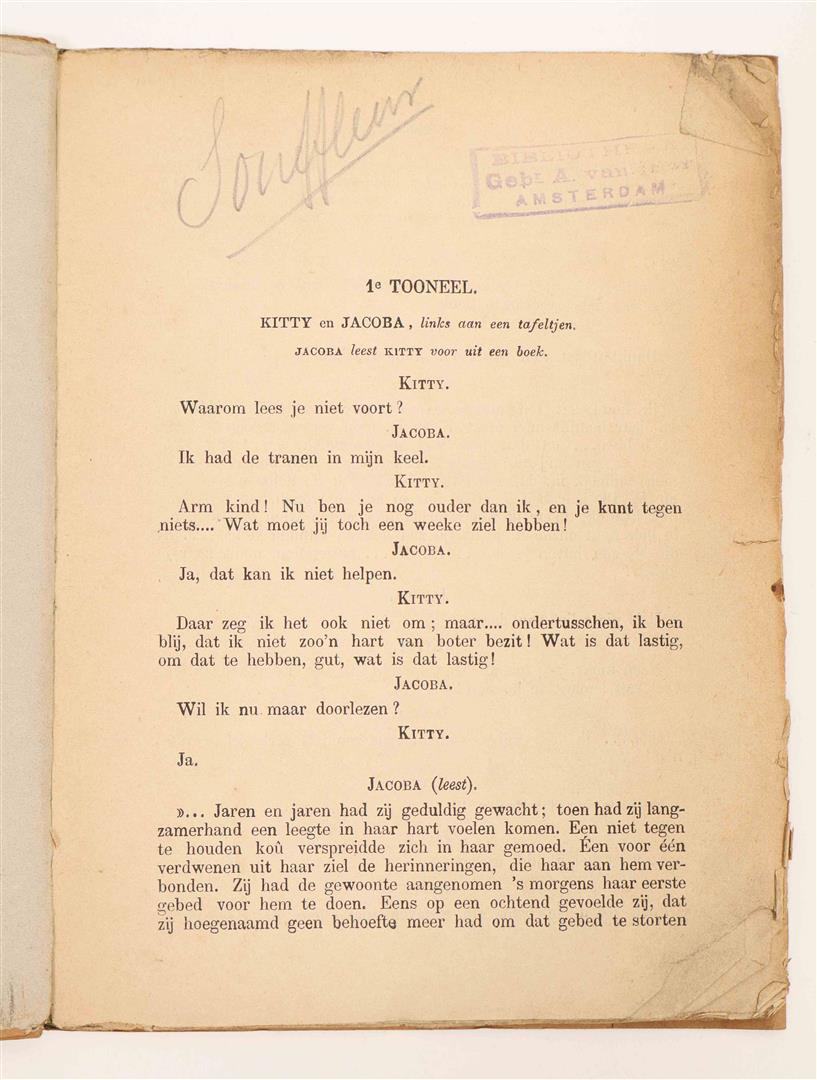 Souffleur
BIBLIOTHE
Gebr. A. van
AMSTERDAM
1e TOONEEL.
KITTY en JACOBA, links aan een tafeltjen.
JACOBA leest KITTY voor uit een boek.
KITTY.
Waarom lees je niet voort?
JACOBA.
Ik had de tranen in mijn keel.
KITTY.
Arm kind! Nu ben je nog ouder dan ik, en je kunt tegen
niets.... Wat moet jij toch een weeke ziel hebben!
JACOBA.
Ja, dat kan ik niet helpen.
KITTY.
Daar zeg ik het ook niet om; maar.... ondertusschen, ik ben
blij, dat ik niet zoo'n hart van boter bezit! Wat is dat lastig,
om dat te hebben, gut, wat is dat lastig!
JACOBA.
Wil ik nu maar doorlezen?
KITTY.
Ja.
JACOBA (leest).
»... Jaren en jaren had zij geduldig gewacht; toen had zij lang-
zamerhand een leegte in haar hart voelen komen. Een niet tegen
te houden koû verspreidde zich in haar gemoed. Één voor één
verdwenen uit haar ziel de herinneringen, die haar aan hem ver-
bonden. Zij had de gewoonte aangenomen 's morgens haar eerste
gebed voor hem te doen. Eens op een ochtend gevoelde zij, dat
zij hoegenaamd geen behoefte meer had om dat gebed te storten